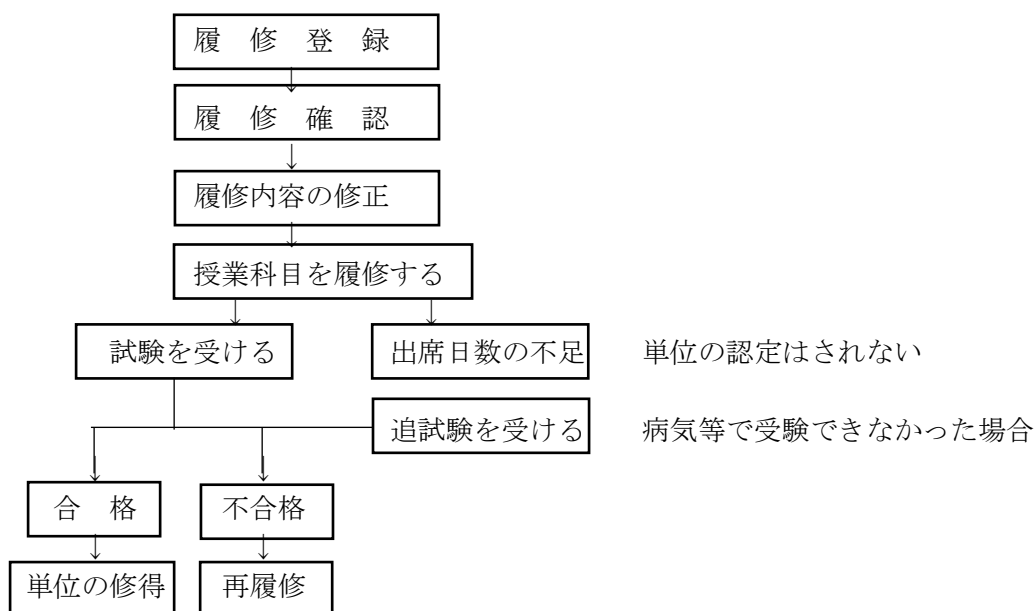 履 修 登 録
履 修 確 認
履修内容の修正
授業科目を履修する
試験を受ける 出席日数の不足 単位の認定はされない
追試験を受ける 病気等で受験できなかった場合
合 格 不合格
単位の修得 再履修